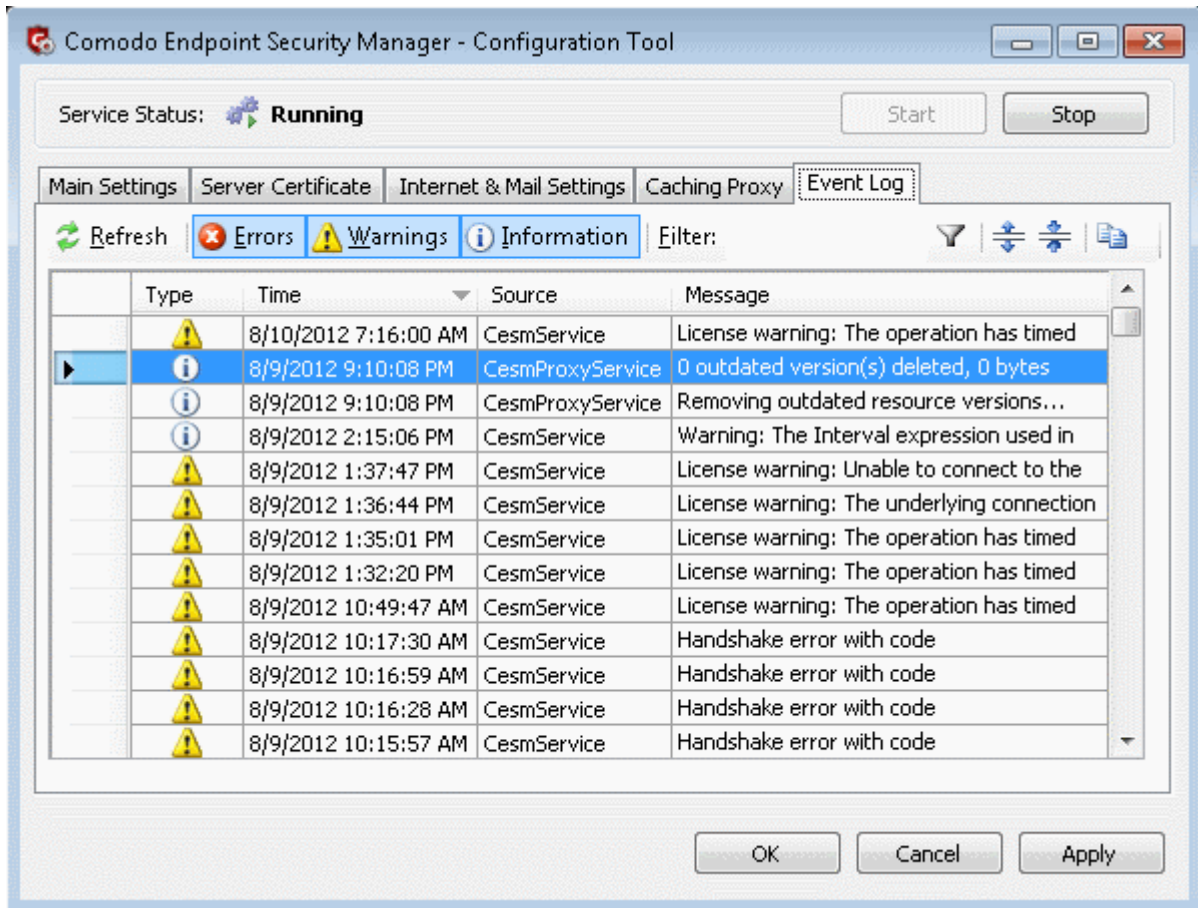 Comodo Endpoint Security Manager - Configuration Tool
Service Status: Running Start Stop
Main Settings Server Certificate Internet & Mail Settings Caching Proxy Event Log
Refresh Errors Warnings Information Filter:
Type Time Source Message
8/10/2012 7:16:00 AM CesmService License warning: The operation has timed
8/9/2012 9:10:08 PM CesmProxyService 0 outdated version(s) deleted, 0 bytes
8/9/2012 9:10:08 PM CesmProxyService Removing outdated resource versions...
8/9/2012 2:15:06 PM CesmService Warning: The Interval expression used in
8/9/2012 1:37:47 PM CesmService License warning: Unable to connect to the
8/9/2012 1:36:44 PM CesmService License warning: The underlying connection
8/9/2012 1:35:01 PM CesmService License warning: The operation has timed
8/9/2012 1:32:20 PM CesmService License warning: The operation has timed
8/9/2012 10:49:47 AM CesmService License warning: The operation has timed
8/9/2012 10:17:30 AM CesmService Handshake error with code
8/9/2012 10:16:59 AM CesmService Handshake error with code
8/9/2012 10:16:28 AM CesmService Handshake error with code
8/9/2012 10:15:57 AM CesmService Handshake error with code
OK Cancel Apply